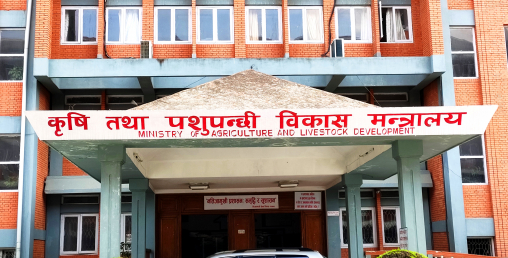 कृषि तथा पशुपन्छी विकास मन्त्रालय
MINISTRY OF AGRICULTURE AND LIVESTOCK DEVELOPMENT